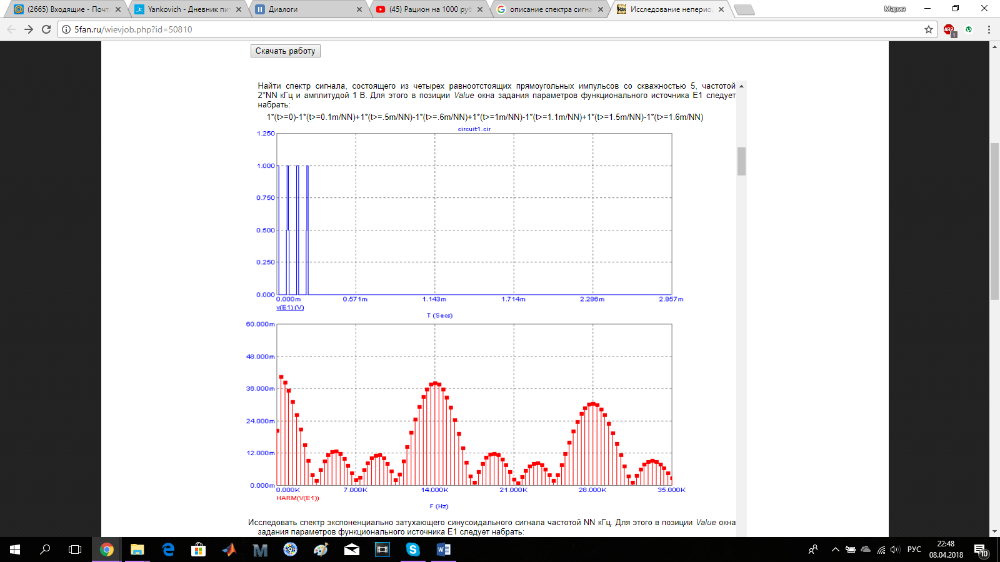 (2665) Входящие - Почт
Yankovich - Дневник пит
Диалоги
(45) Рацион на 1000 руб
описание спектра сигна
Исследование неперио
Мария
5fan.ru/wievjob.php?id=50810
ABP
1
Скачать работу
Найти спектр сигнала, состоящего из четырех равноотстоящих прямоугольных импульсов со скважностью 5, частотой
2*NN кГц и амплитудой 1 В. Для этого в позиции Value окна задания параметров функционального источника E1 следует
набрать:
1*(t>=0)-1*(t>=0.1m/NN)+1*(t>=.5m/NN)-1*(t>=.6m/NN)+1*(t>=1m/NN)-1*(t>=1.1m/NN)+1*(t>=1.5m/NN)-1*(t>=1.6m/NN)
circuit1.cir
1.250
1.000
0.750
0.500
0.250
0.000
0.000m 0.571m 1.143m 1.714m 2.286m 2.857m
v(E1) (V)
T (Secs)
60.000m
48.000m
36.000m
24.000m
12.000m
0.000m
0.000K 7.000K 14.000K 21.000K 28.000K 35.000K
HARM(V(E1))
F (Hz)
Исследовать спектр экспоненциально затухающего синусоидального сигнала частотой NN кГц. Для этого в позиции Value окна
задания параметров функционального источника E1 следует набрать:
РУС
22:48
08.04.2018
10